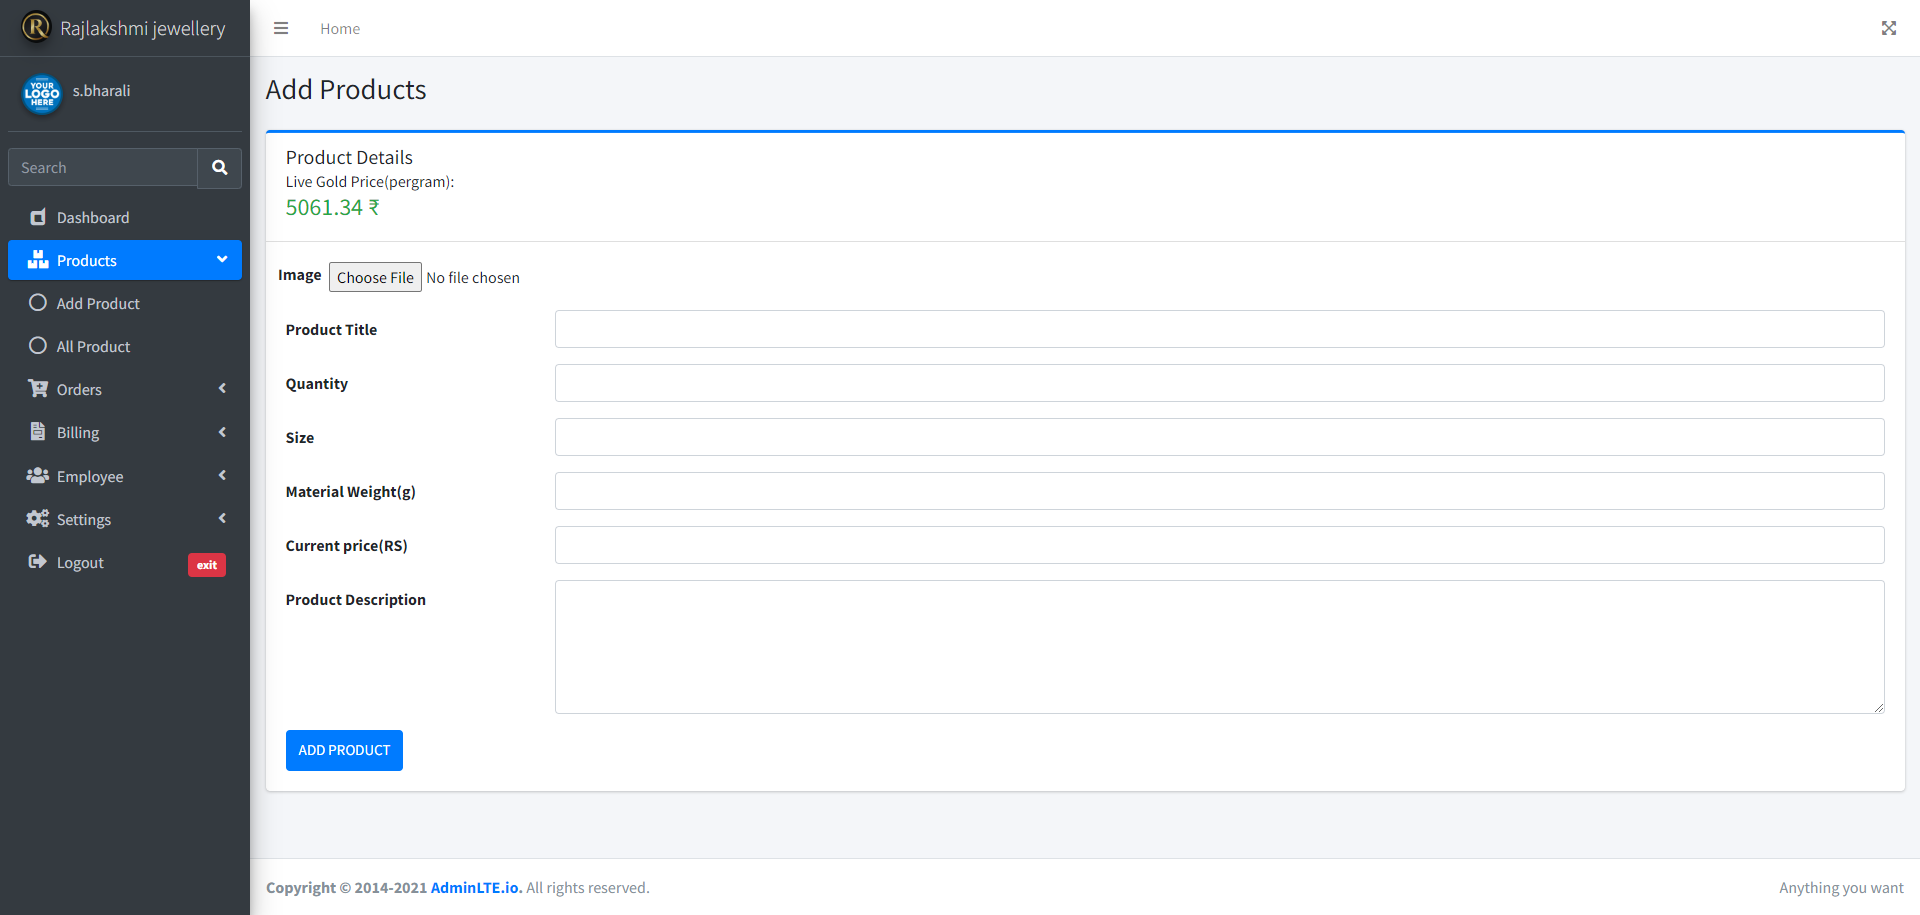 R Rajlakshmi jewellery
Home
YOUR
LOGO
HERE
s.bharali
Search
Dashboard
Products
Add Product
All Product
Orders
Billing
Employee
Settings
Logout exit
Add Products
Product Details
Live Gold Price(pergram):
5061.34 ₹
Image Choose File No file chosen
Product Title
Quantity
Size
Material Weight(g)
Current price(RS)
Product Description
ADD PRODUCT
Copyright © 2014-2021 AdminLTE.io. All rights reserved.
Anything you want